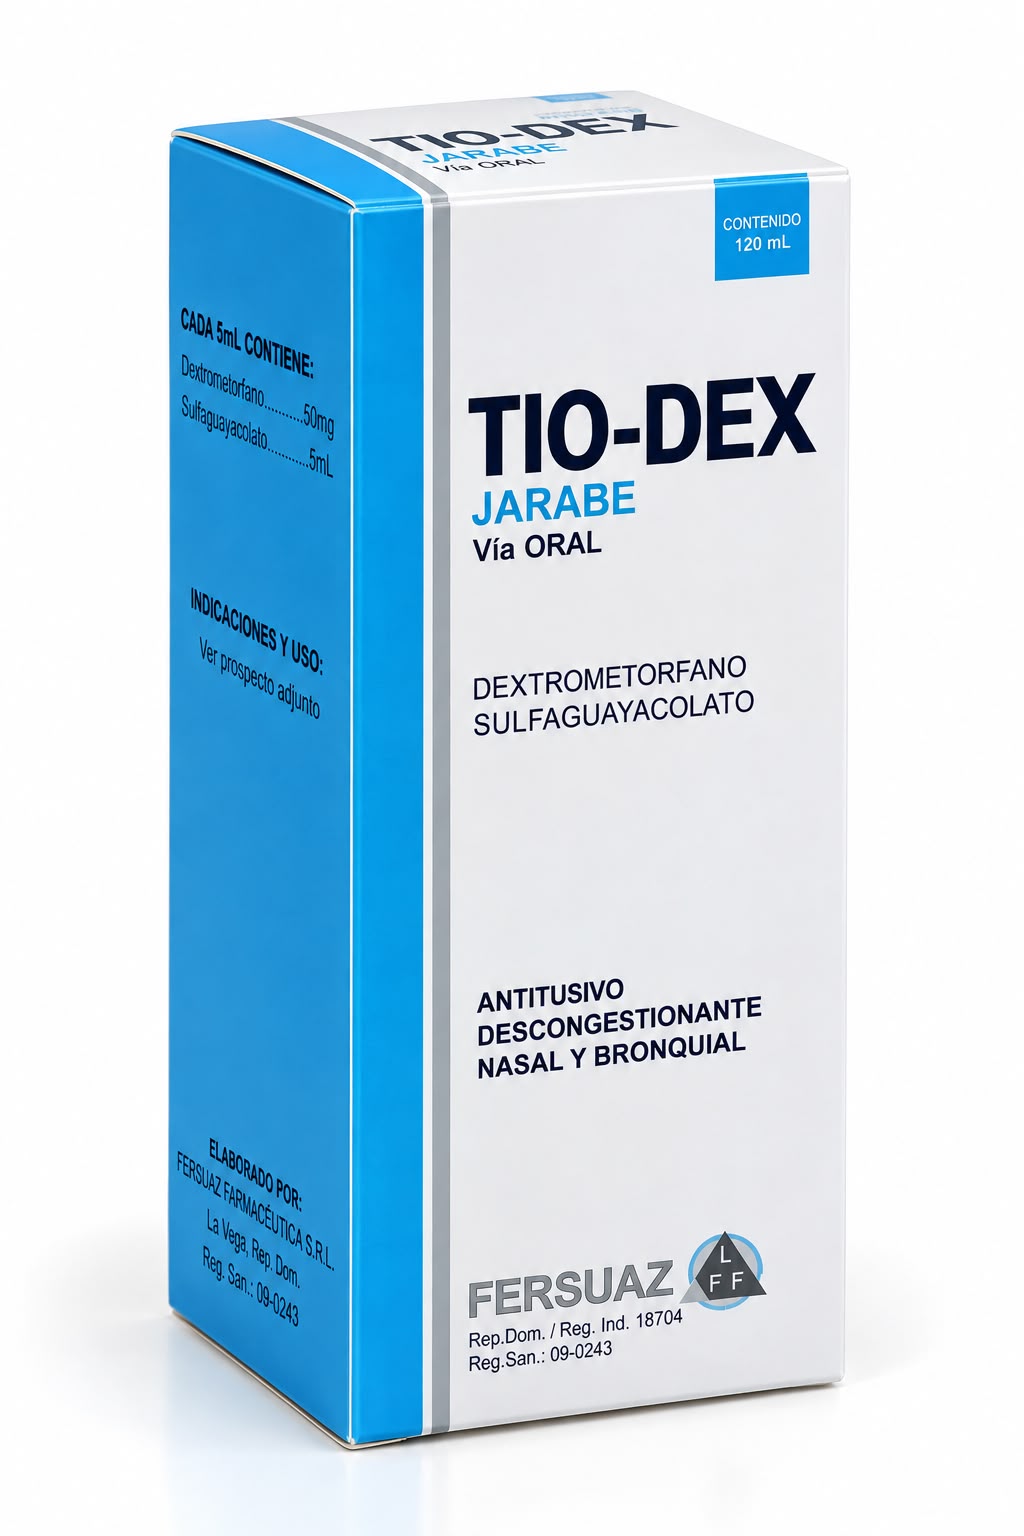 TIO-DEX
JARABE
Vía ORAL
CONTENIDO
120 mL
CADA 5mL CONTIENE:
Dextrometorfano..........50mg
Sulfaguayacolato..........5mL
INDICACIONES Y USO:
Ver prospecto adjunto
ELABORADO POR:
FERSUAZ FARMACÉUTICA S.R.L.
La Vega, Rep. Dom.
Reg. San.: 09-0243
TIO-DEX
JARABE
Vía ORAL
DEXTROMETORFANO
SULFAGUAYACOLATO
ANTITUSIVO
DESCONGESTIONANTE
NASAL Y BRONQUIAL
FERSUAZ
L
F F
Rep.Dom. / Reg. Ind. 18704
Reg.San.: 09-0243